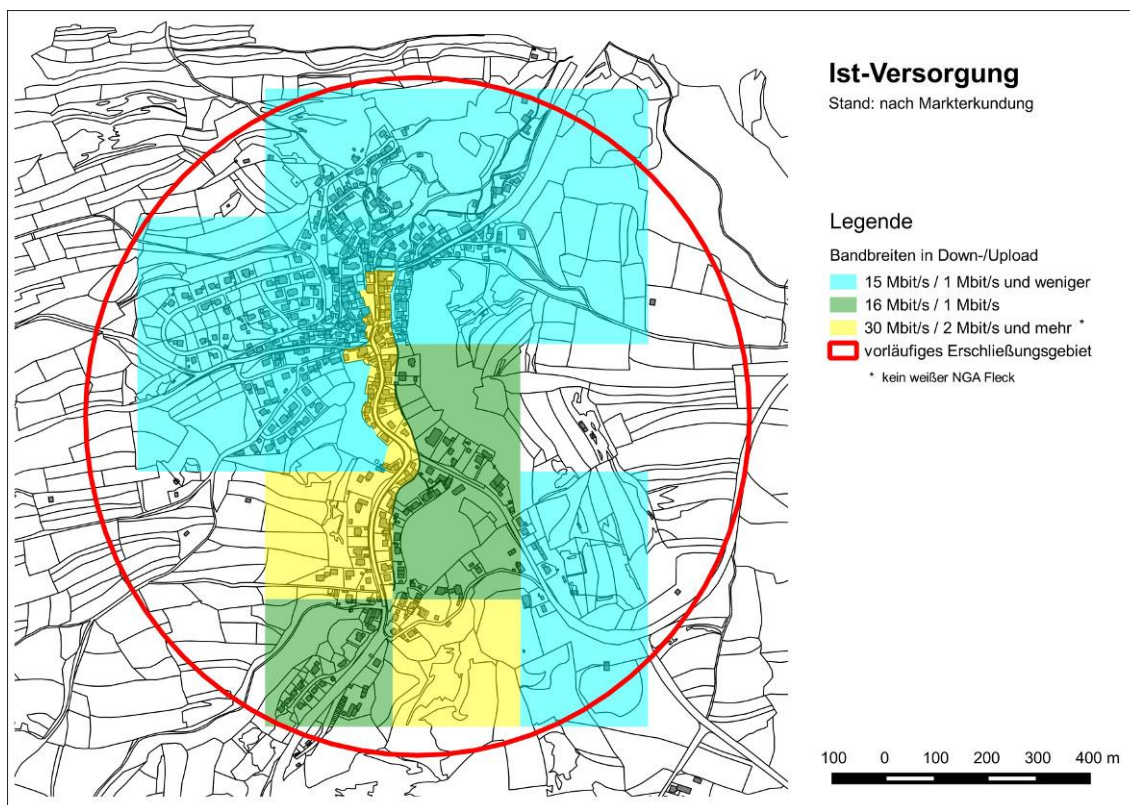 Ist-Versorgung
Stand: nach Markterkundung
Legende
Bandbreiten in Down-/Upload
15 Mbit/s / 1 Mbit/s und weniger
16 Mbit/s / 1 Mbit/s
30 Mbit/s / 2 Mbit/s und mehr *
vorläufiges Erschließungsgebiet
* kein weißer NGA Fleck
100 0 100 200 300 400 m